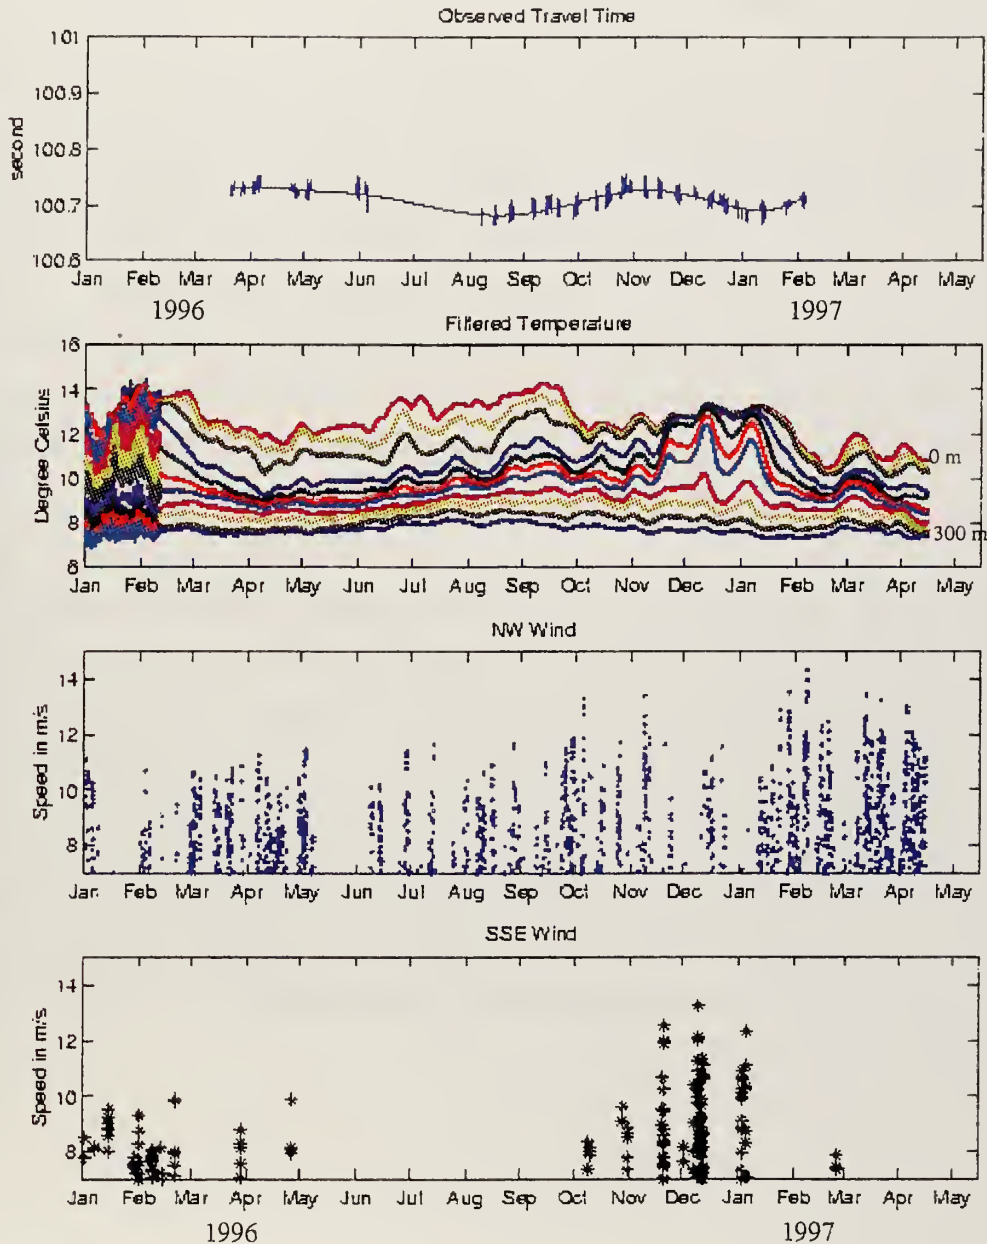 Observed Travel Time
101
100.9
100.8
100.7
100.6
second
Jan Feb Mar Apr May Jun Jul Aug Sep Oct Nov Dec Jan Feb Mar Apr May
1996 1997
Filtered Temperature
16
14
12
10
8
6
Degree Celsius
0 m
300 m
Jan Feb Mar Apr May Jun Jul Aug Sep Oct Nov Dec Jan Feb Mar Apr May
NW Wind
14
12
10
8
Speed in m/s
Jan Feb Mar Apr May Jun Jul Aug Sep Oct Nov Dec Jan Feb Mar Apr May
SSE Wind
14
12
10
8
Speed in m/s
Jan Feb Mar Apr May Jun Jul Aug Sep Oct Nov Dec Jan Feb Mar Apr May
1996 1997